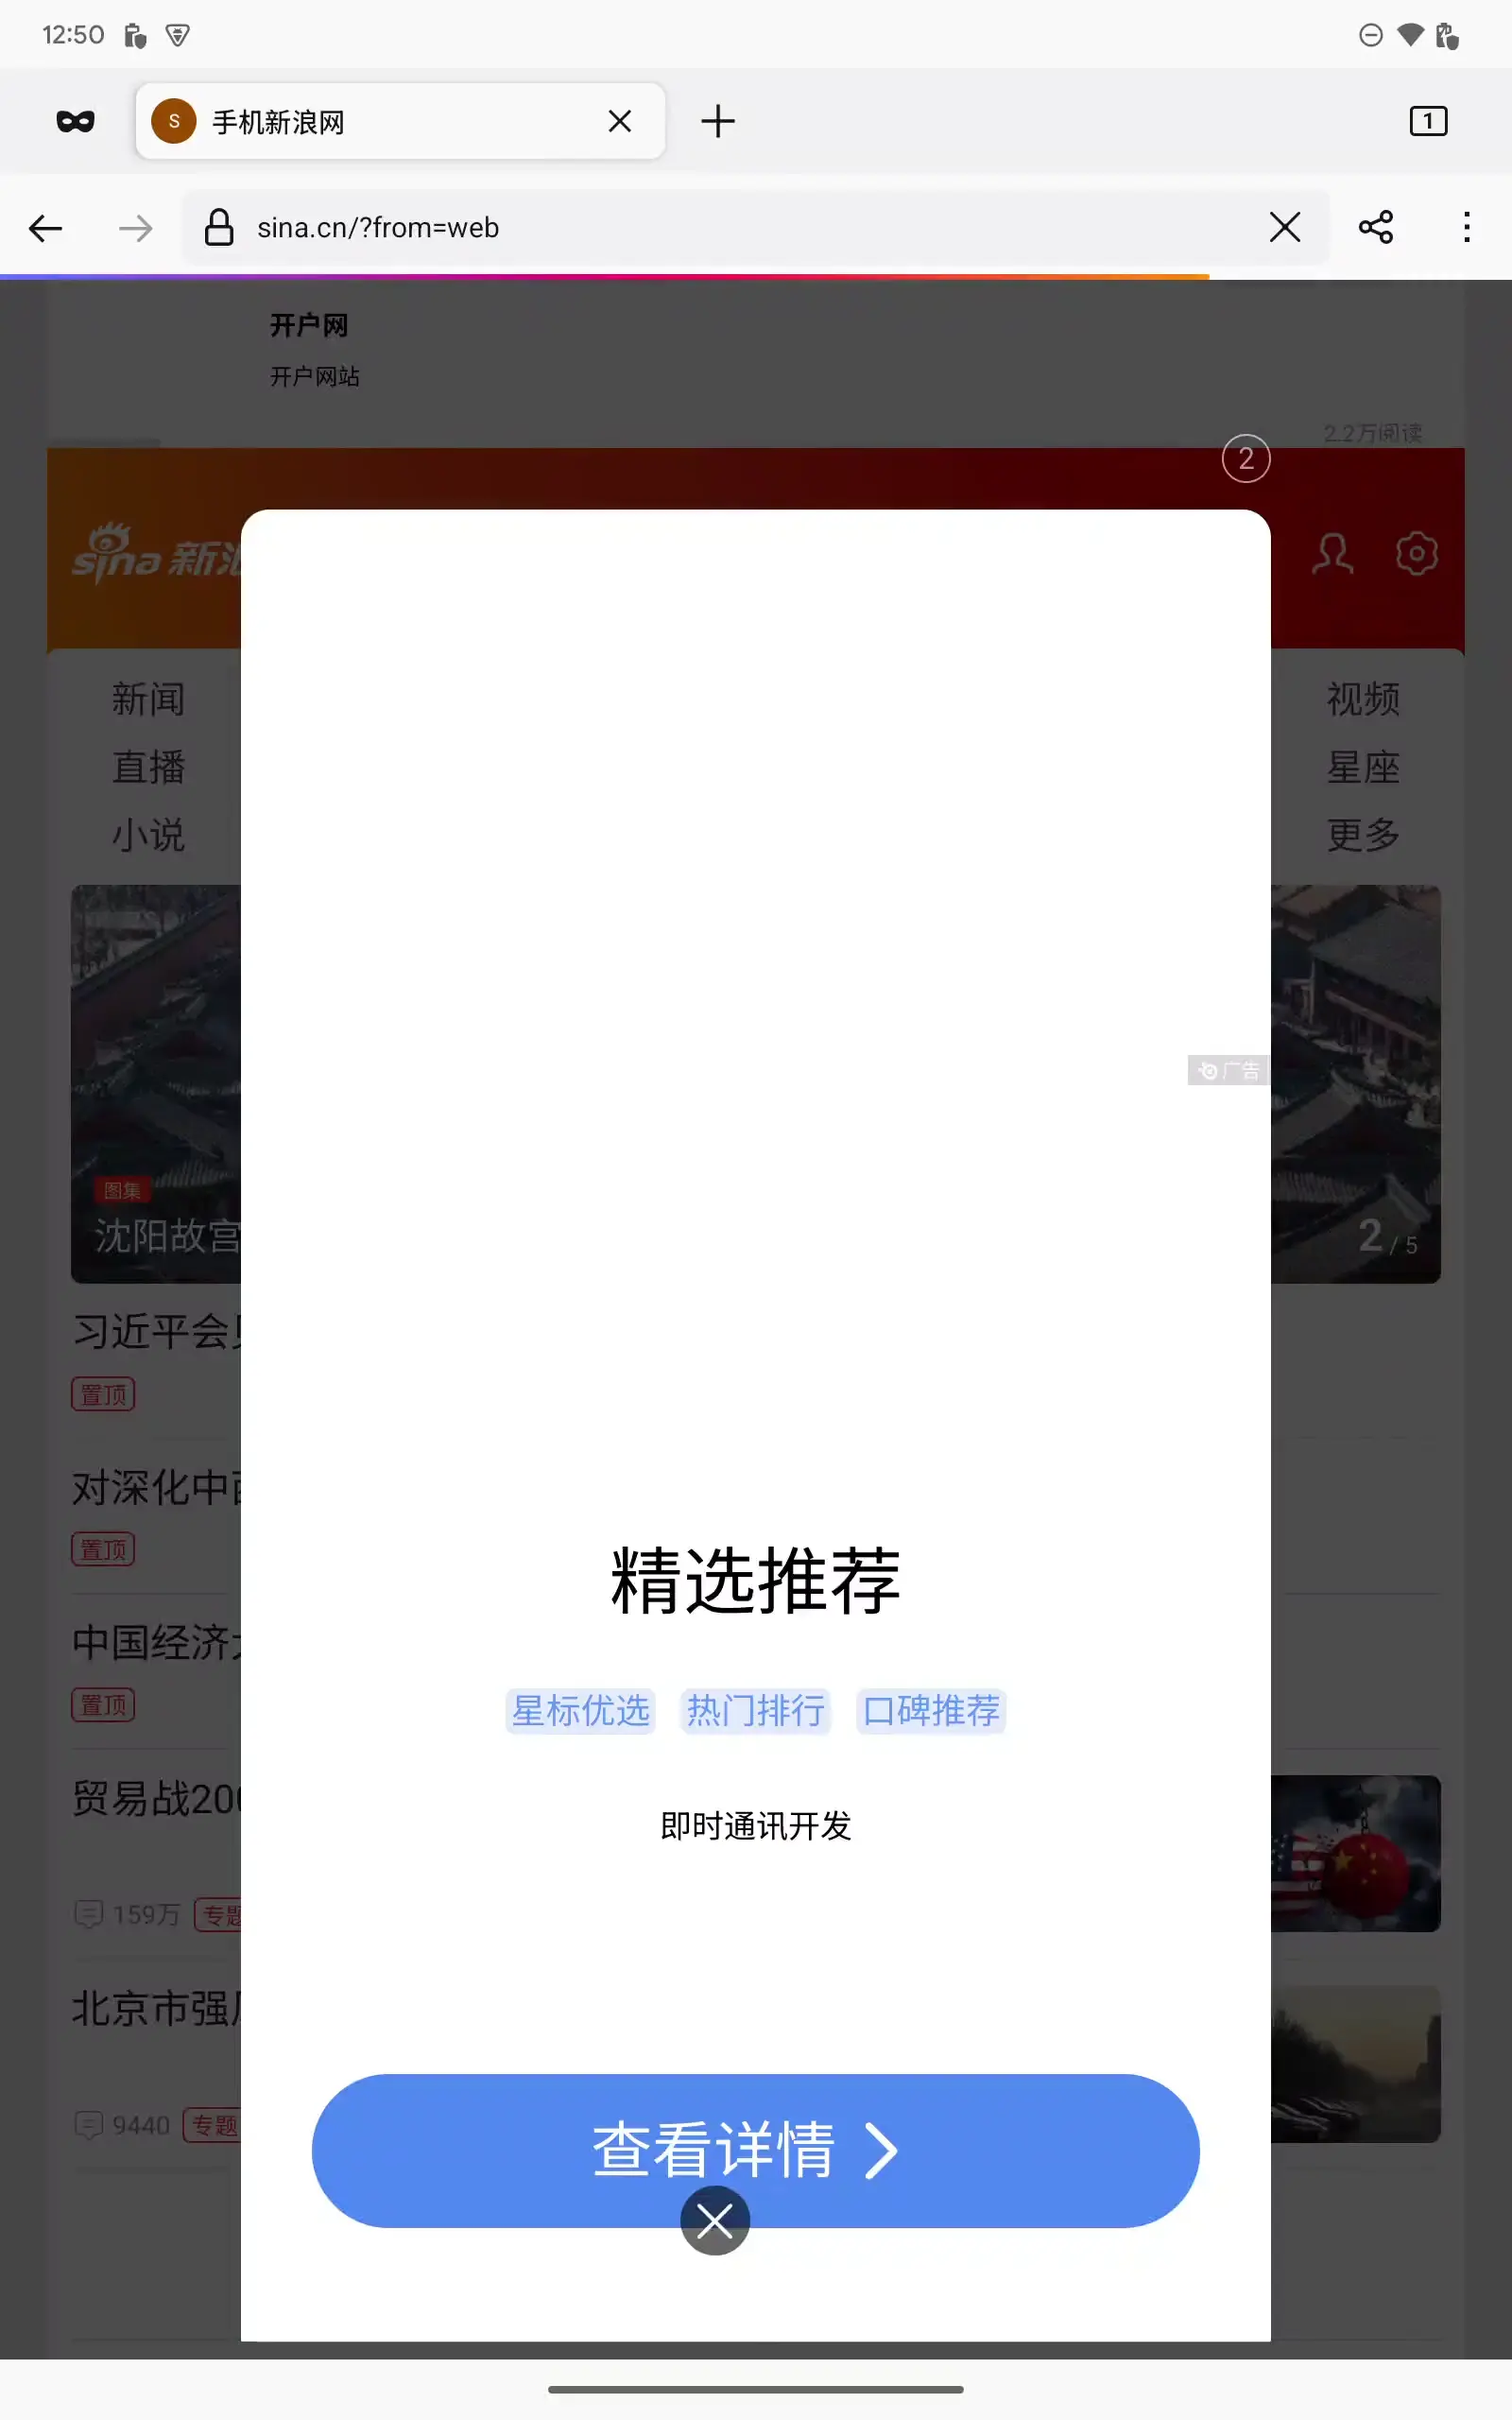 12:50
S 手机新浪网
1
sina.cn/?from=web
开户网
开户网站
2.2万阅读
2
sina 新浪
新闻
视频
直播
星座
小说
更多
广告
图集
沈阳故宫
2 / 5
习近平会
置顶
对深化中
置顶
精选推荐
中国经济
置顶
星标优选 热门排行 口碑推荐
贸易战20
即时通讯开发
159万 专题
北京市强
9440 专题
查看详情